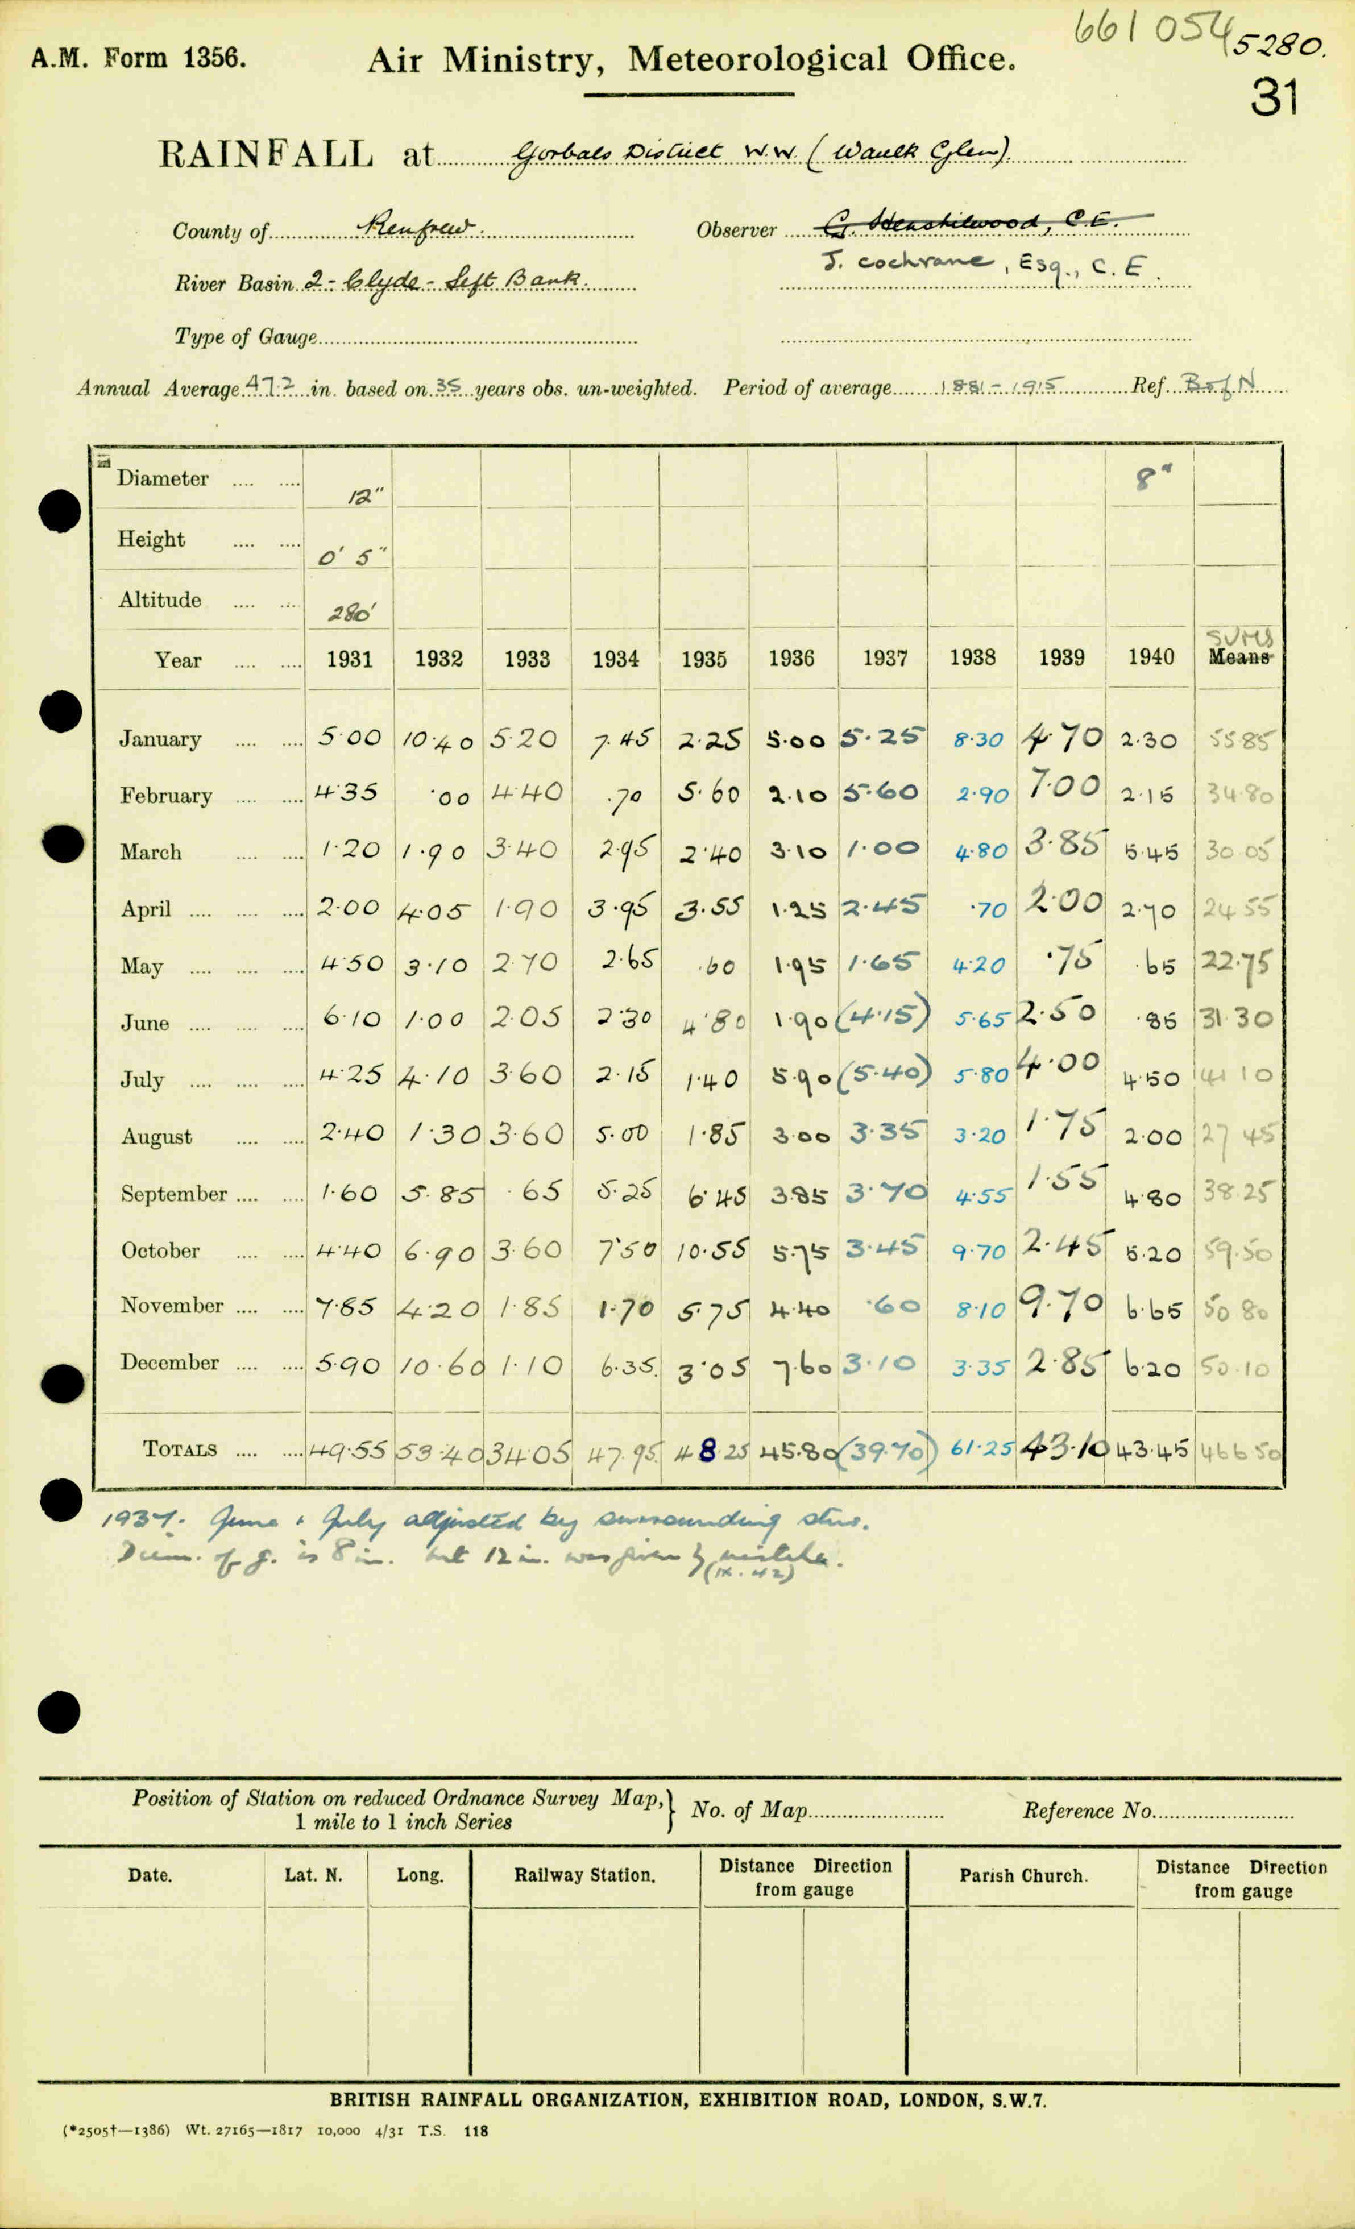 661 054 5280.
A.M. Form 1356. Air Ministry, Meteorological Office.
31
RAINFALL at Gorbals District W.W. (Waulk Glen).
County of Renfrew. Observer G. Henshilwood, C.E.
J. Cochrane, Esq., C.E.
River Basin 2 - Clyde - Left Bank.
Type of Gauge
Annual Average 47.2 in. based on 35 years obs. un-weighted. Period of average 1881-1915 Ref. B of N
Diameter 12" 8"
Height 0' 5"
Altitude 280'
SUMS
Year 1931 1932 1933 1934 1935 1936 1937 1938 1939 1940 Means
January 5.00 10.40 5.20 7.45 2.25 5.00 5.25 8.30 4.70 2.30 55.85
February 4.35 .00 4.40 .70 5.60 2.10 5.60 2.90 7.00 2.15 34.80
March 1.20 1.90 3.40 2.95 2.40 3.10 1.00 4.80 3.85 5.45 30.05
April 2.00 4.05 1.90 3.95 3.55 1.25 2.45 .70 2.00 2.70 24.55
May 4.50 3.10 2.70 2.65 .60 1.95 1.65 4.20 .75 .65 22.75
June 6.10 1.00 2.05 2.30 4.80 1.90 (4.15) 5.65 2.50 .85 31.30
July 4.25 4.10 3.60 2.15 1.40 5.90 (5.40) 5.80 4.00 4.50 41.10
August 2.40 1.30 3.60 5.00 1.85 3.00 3.35 3.20 1.75 2.00 27.45
September 1.60 5.85 .65 5.25 6.45 3.85 3.70 4.55 1.55 4.80 38.25
October 4.40 6.90 3.60 7.50 10.55 5.75 3.45 9.70 2.45 5.20 59.50
November 7.85 4.20 1.85 1.70 5.75 4.40 .60 8.10 9.70 6.65 50.80
December 5.90 10.60 1.10 6.35 3.05 7.60 3.10 3.35 2.85 6.20 50.10
TOTALS 49.55 53.40 34.05 47.95 48.25 45.80 (39.70) 61.25 43.10 43.45 466.50
1937. June & July adjusted by surrounding stns.
Diam. of g. is 8 in. but 12 in. was given by mistake.
(IX.42)
Position of Station on reduced Ordnance Survey Map, } No. of Map Reference No.
1 mile to 1 inch Series
Date. Lat. N. Long. Railway Station. Distance Direction from gauge Parish Church. Distance Direction from gauge
BRITISH RAINFALL ORGANIZATION, EXHIBITION ROAD, LONDON, S.W.7.
(*2505†—1386) Wt. 27165—1817 10,000 4/31 T.S. 118